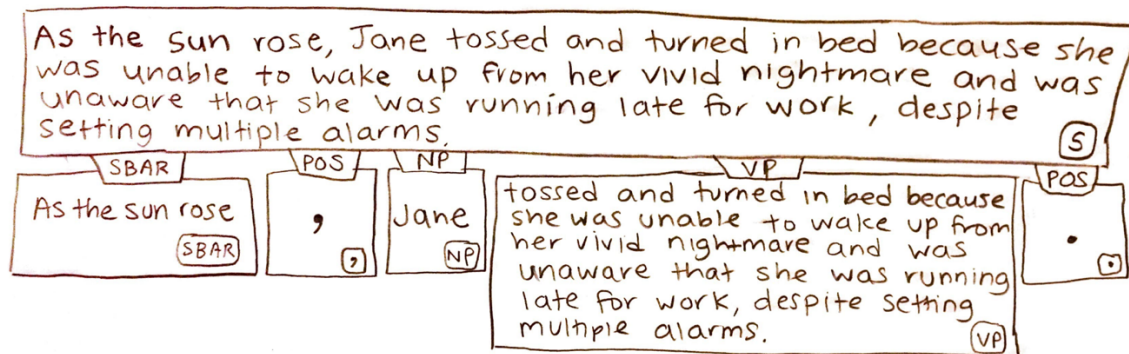 As the sun rose, Jane tossed and turned in bed because she
was unable to wake up from her vivid nightmare and was
unaware that she was running late for work, despite
setting multiple alarms.
S
SBAR
As the sun rose
SBAR
POS
,
,
NP
Jane
NP
VP
tossed and turned in bed because
she was unable to wake up from
her vivid nightmare and was
unaware that she was running
late for work, despite setting
multiple alarms.
VP
POS
.
.